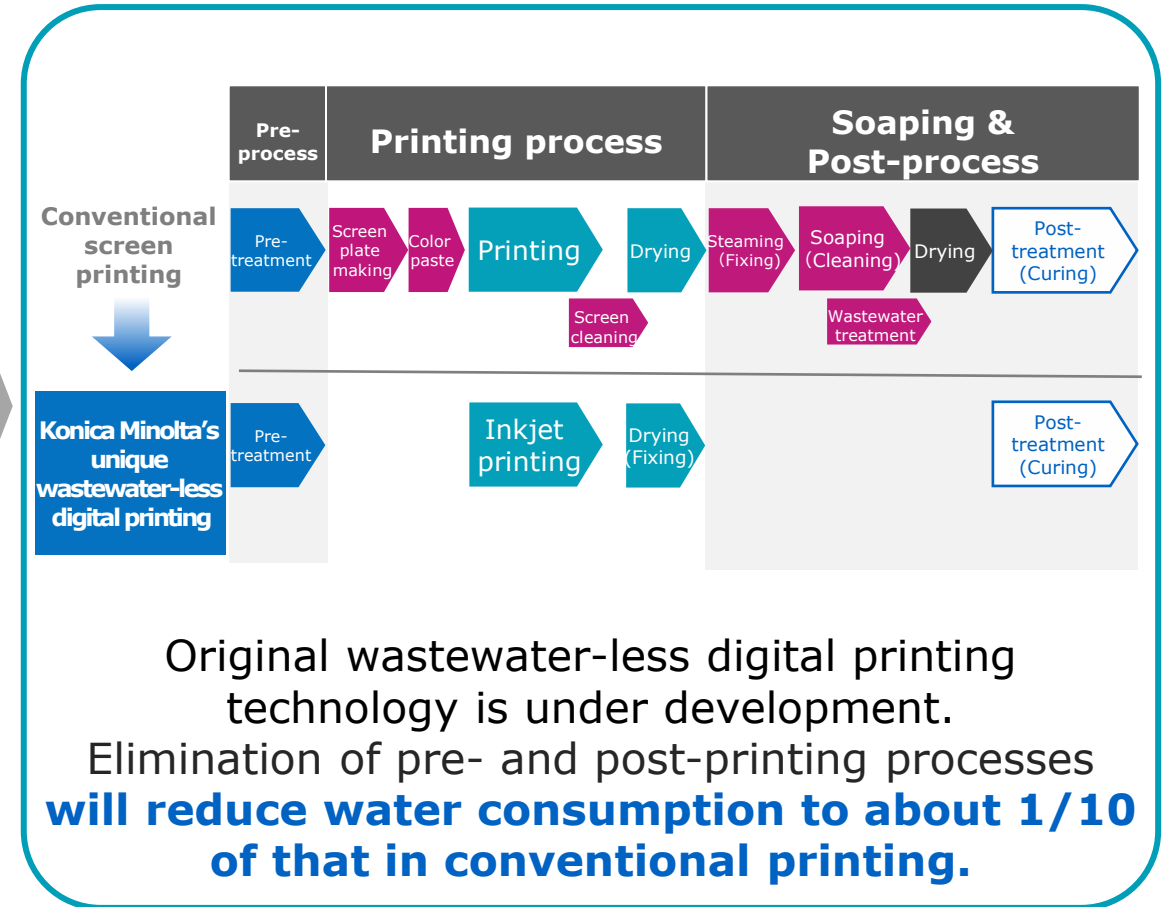 Pre-
process
Printing process
Soaping &
Post-process
Conventional
screen
printing
Pre-
treatment
Screen
plate
making
Color
paste
Printing
Drying
Steaming
(Fixing)
Soaping
(Cleaning)
Drying
Post-
treatment
(Curing)
Screen
cleaning
Wastewater
treatment
Konica Minolta's
unique
wastewater-less
digital printing
Pre-
treatment
Inkjet
printing
Drying
(Fixing)
Post-
treatment
(Curing)
Original wastewater-less digital printing
technology is under development.
Elimination of pre- and post-printing processes
will reduce water consumption to about 1/10
of that in conventional printing.